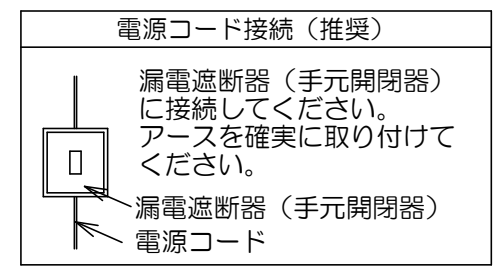 電源コード接続（推奨）
漏電遮断器（手元開閉器）
に接続してください。
アースを確実に取り付けて
ください。
漏電遮断器（手元開閉器）
電源コード